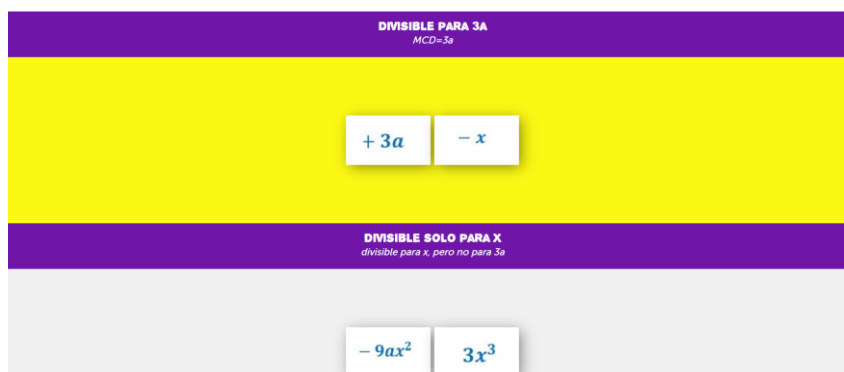 DIVISIBLE PARA 3A
MCD=3a
+ 3a − x
DIVISIBLE SOLO PARA X
divisible para x, pero no para 3a
− 9ax² 3x³